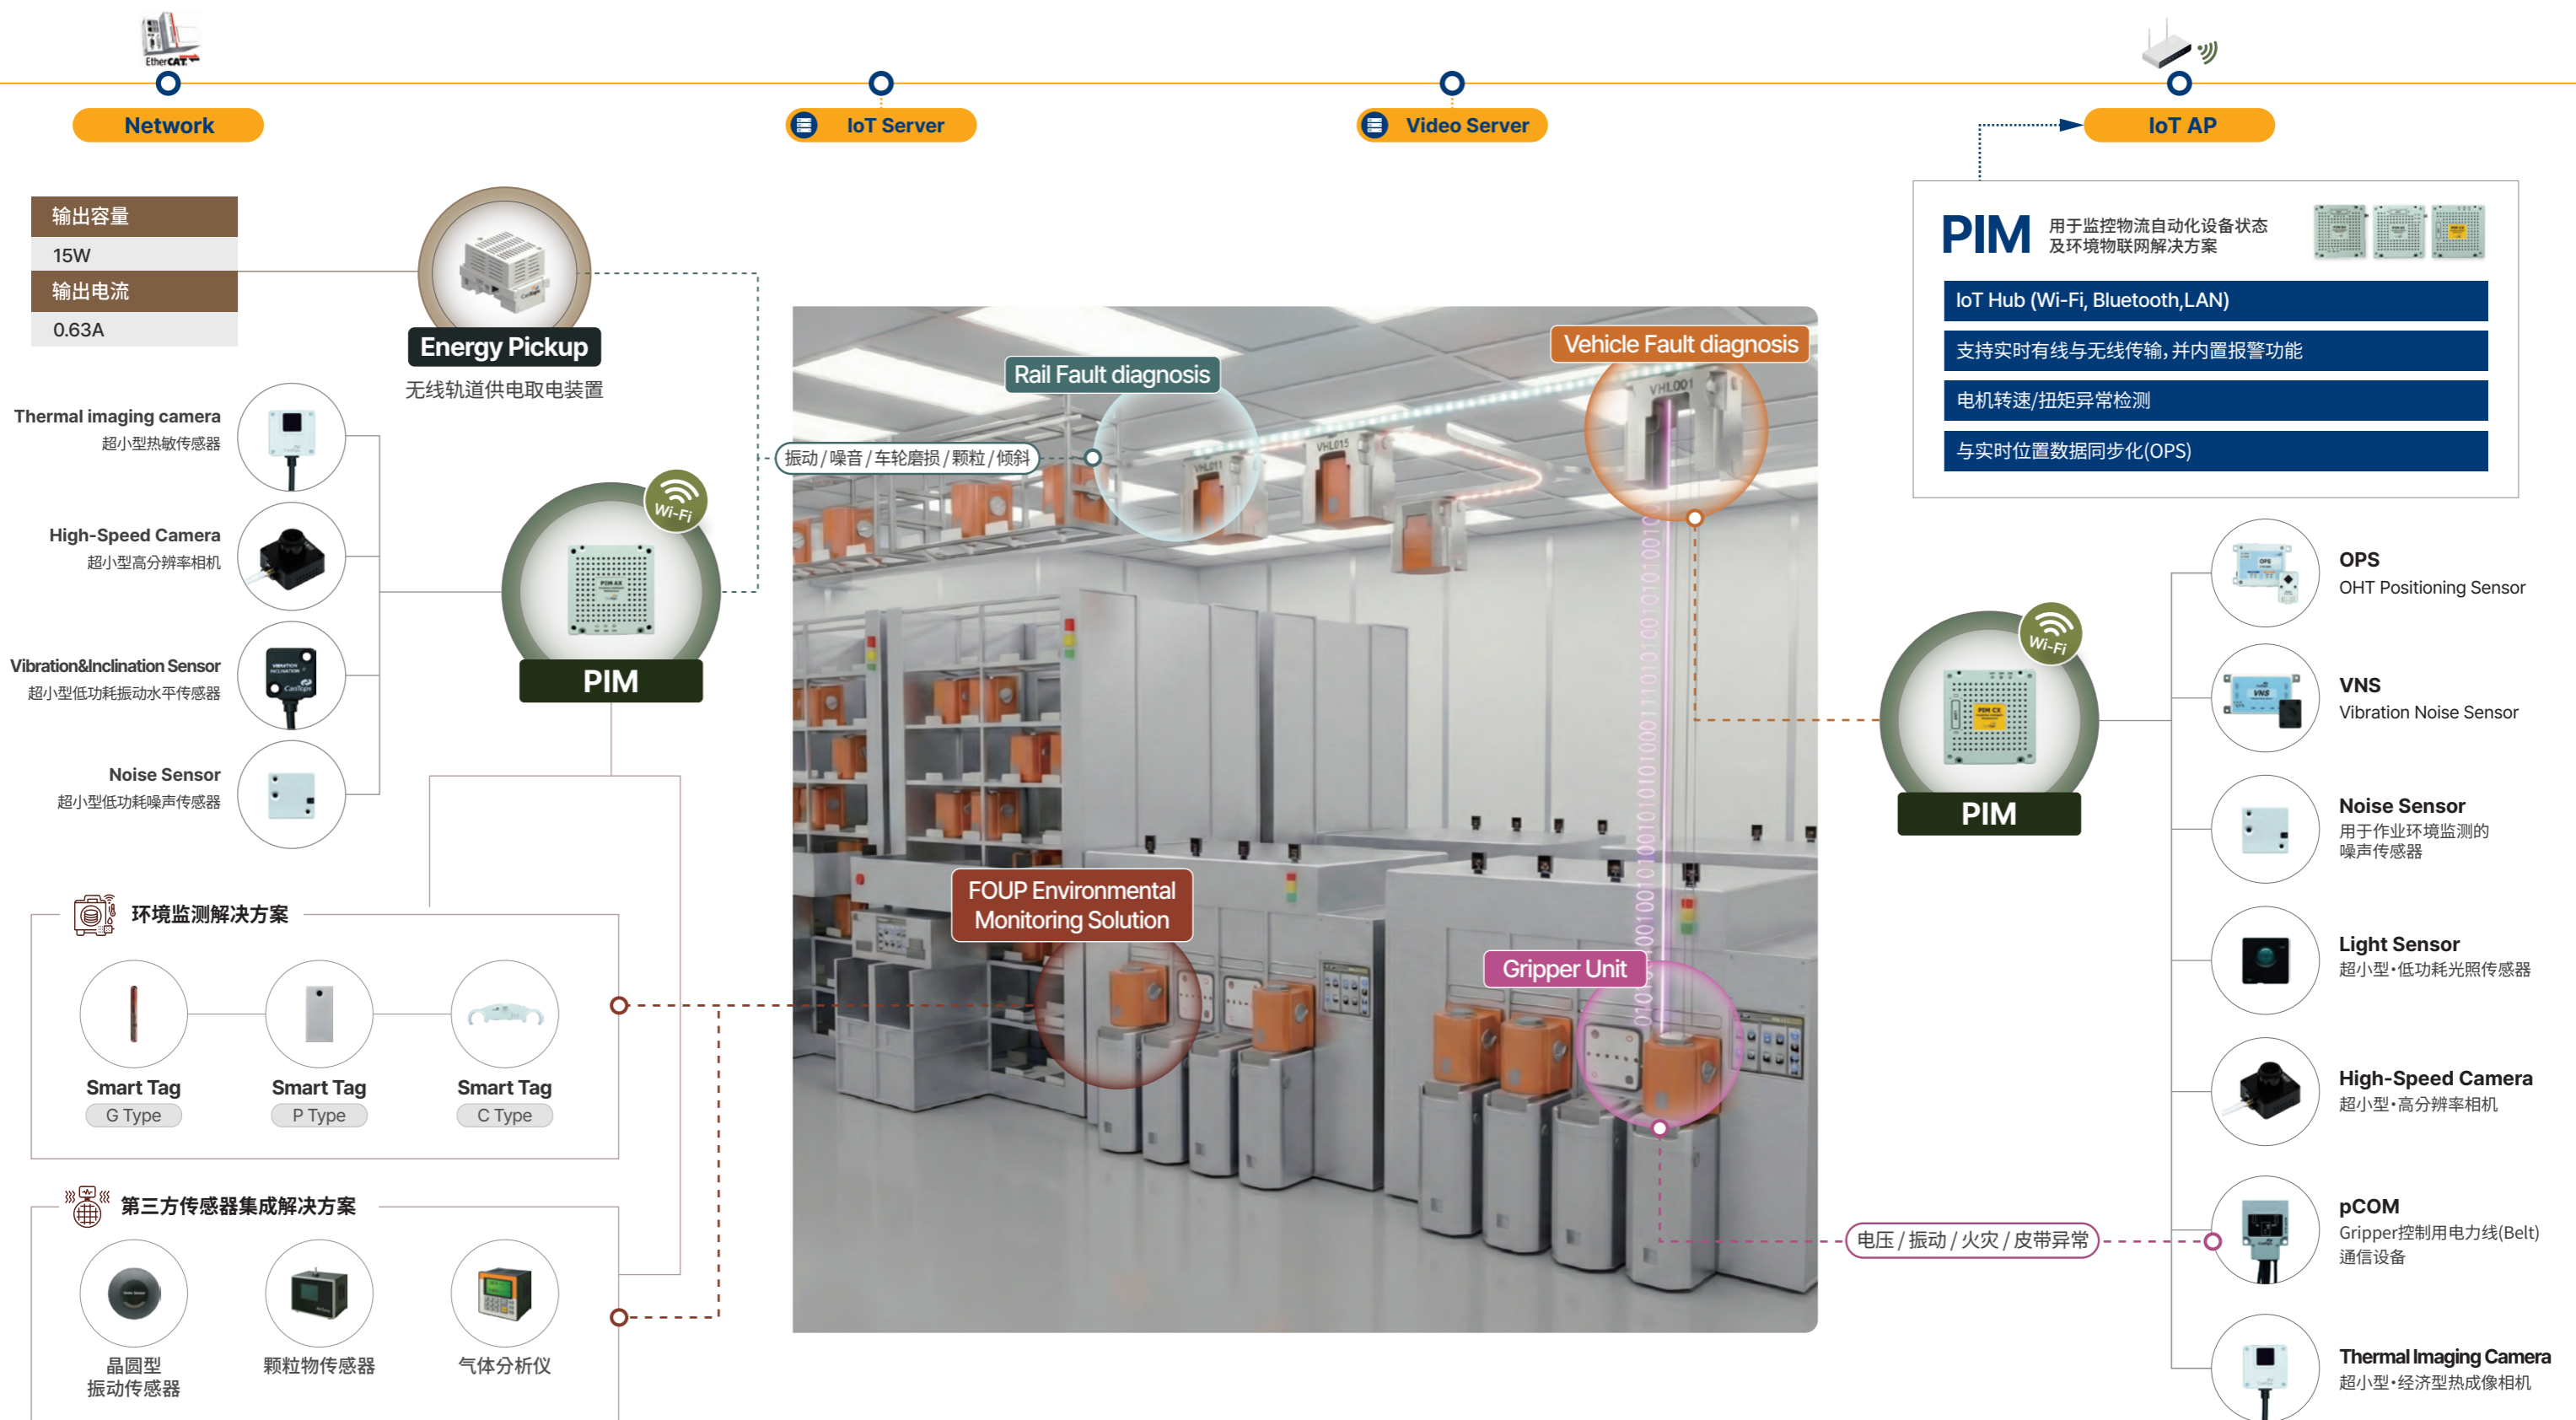 EtherCAT
Network
IoT Server
Video Server
IoT AP
输出容量
15W
输出电流
0.63A
Energy Pickup
无线轨道供电取电装置
Thermal imaging camera
超小型热敏传感器
High-Speed Camera
超小型高分辨率相机
Vibration&Inclination Sensor
超小型低功耗振动水平传感器
VIBRATION
INCLINATION
CanTops
Noise Sensor
超小型低功耗噪声传感器
Wi-Fi
PIM AX
PIM
振动 / 噪音 / 车轮磨损 / 颗粒 / 倾斜
Rail Fault diagnosis
Vehicle Fault diagnosis
VHL001
VHL015
VHL011
FOUP Environmental
Monitoring Solution
Gripper Unit
PIM
用于监控物流自动化设备状态
及环境物联网解决方案
IoT Hub (Wi-Fi, Bluetooth,LAN)
支持实时有线与无线传输，并内置报警功能
电机转速/扭矩异常检测
与实时位置数据同步化(OPS)
Wi-Fi
PIM CX
PIM
OPS
OPS
OHT Positioning Sensor
VNS
VNS
Vibration Noise Sensor
Noise Sensor
用于作业环境监测的
噪声传感器
Light Sensor
超小型·低功耗光照传感器
High-Speed Camera
超小型·高分辨率相机
pCOM
Gripper控制用电力线(Belt)
通信设备
电压 / 振动 / 火灾 / 皮带异常
Thermal Imaging Camera
超小型·经济型热成像相机
环境监测解决方案
Smart Tag
G Type
Smart Tag
P Type
Smart Tag
C Type
第三方传感器集成解决方案
晶圆型
振动传感器
颗粒物传感器
气体分析仪